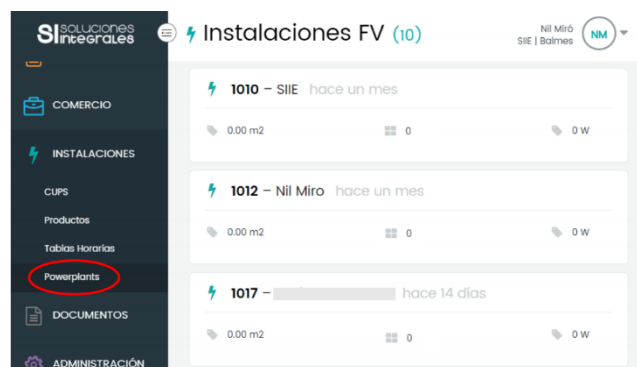 SI SOLUCIONES INTEGRALES
Instalaciones FV (10)
Nil Miró
SIIE | Balmes
NM
COMERCIO
INSTALACIONES
CUPS
Productos
Tablas Horarias
Powerplants
DOCUMENTOS
ADMINISTRACIÓN
1010 – SIIE hace un mes
0.00 m2 0 0 W
1012 – Nil Miro hace un mes
0.00 m2 0 0 W
1017 – hace 14 días
0.00 m2 0 0 W